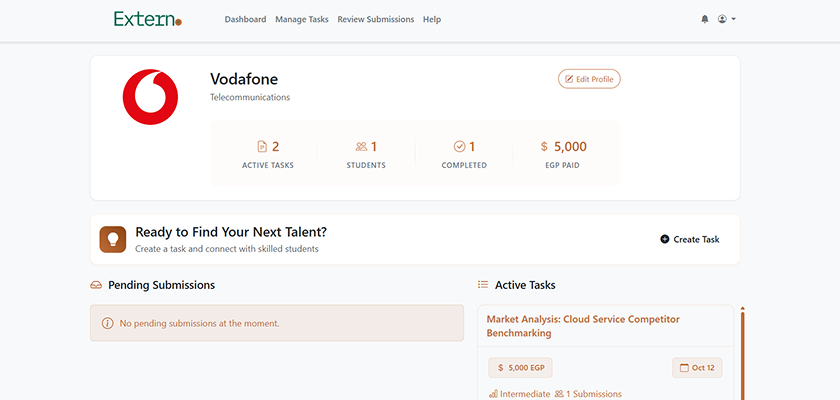 Extern.
Dashboard Manage Tasks Review Submissions Help
Vodafone
Telecommunications
Edit Profile
2
ACTIVE TASKS
1
STUDENTS
1
COMPLETED
$ 5,000
EGP PAID
Ready to Find Your Next Talent?
Create a task and connect with skilled students
Create Task
Pending Submissions
No pending submissions at the moment.
Active Tasks
Market Analysis: Cloud Service Competitor
Benchmarking
$ 5,000 EGP
Oct 12
Intermediate 1 Submissions